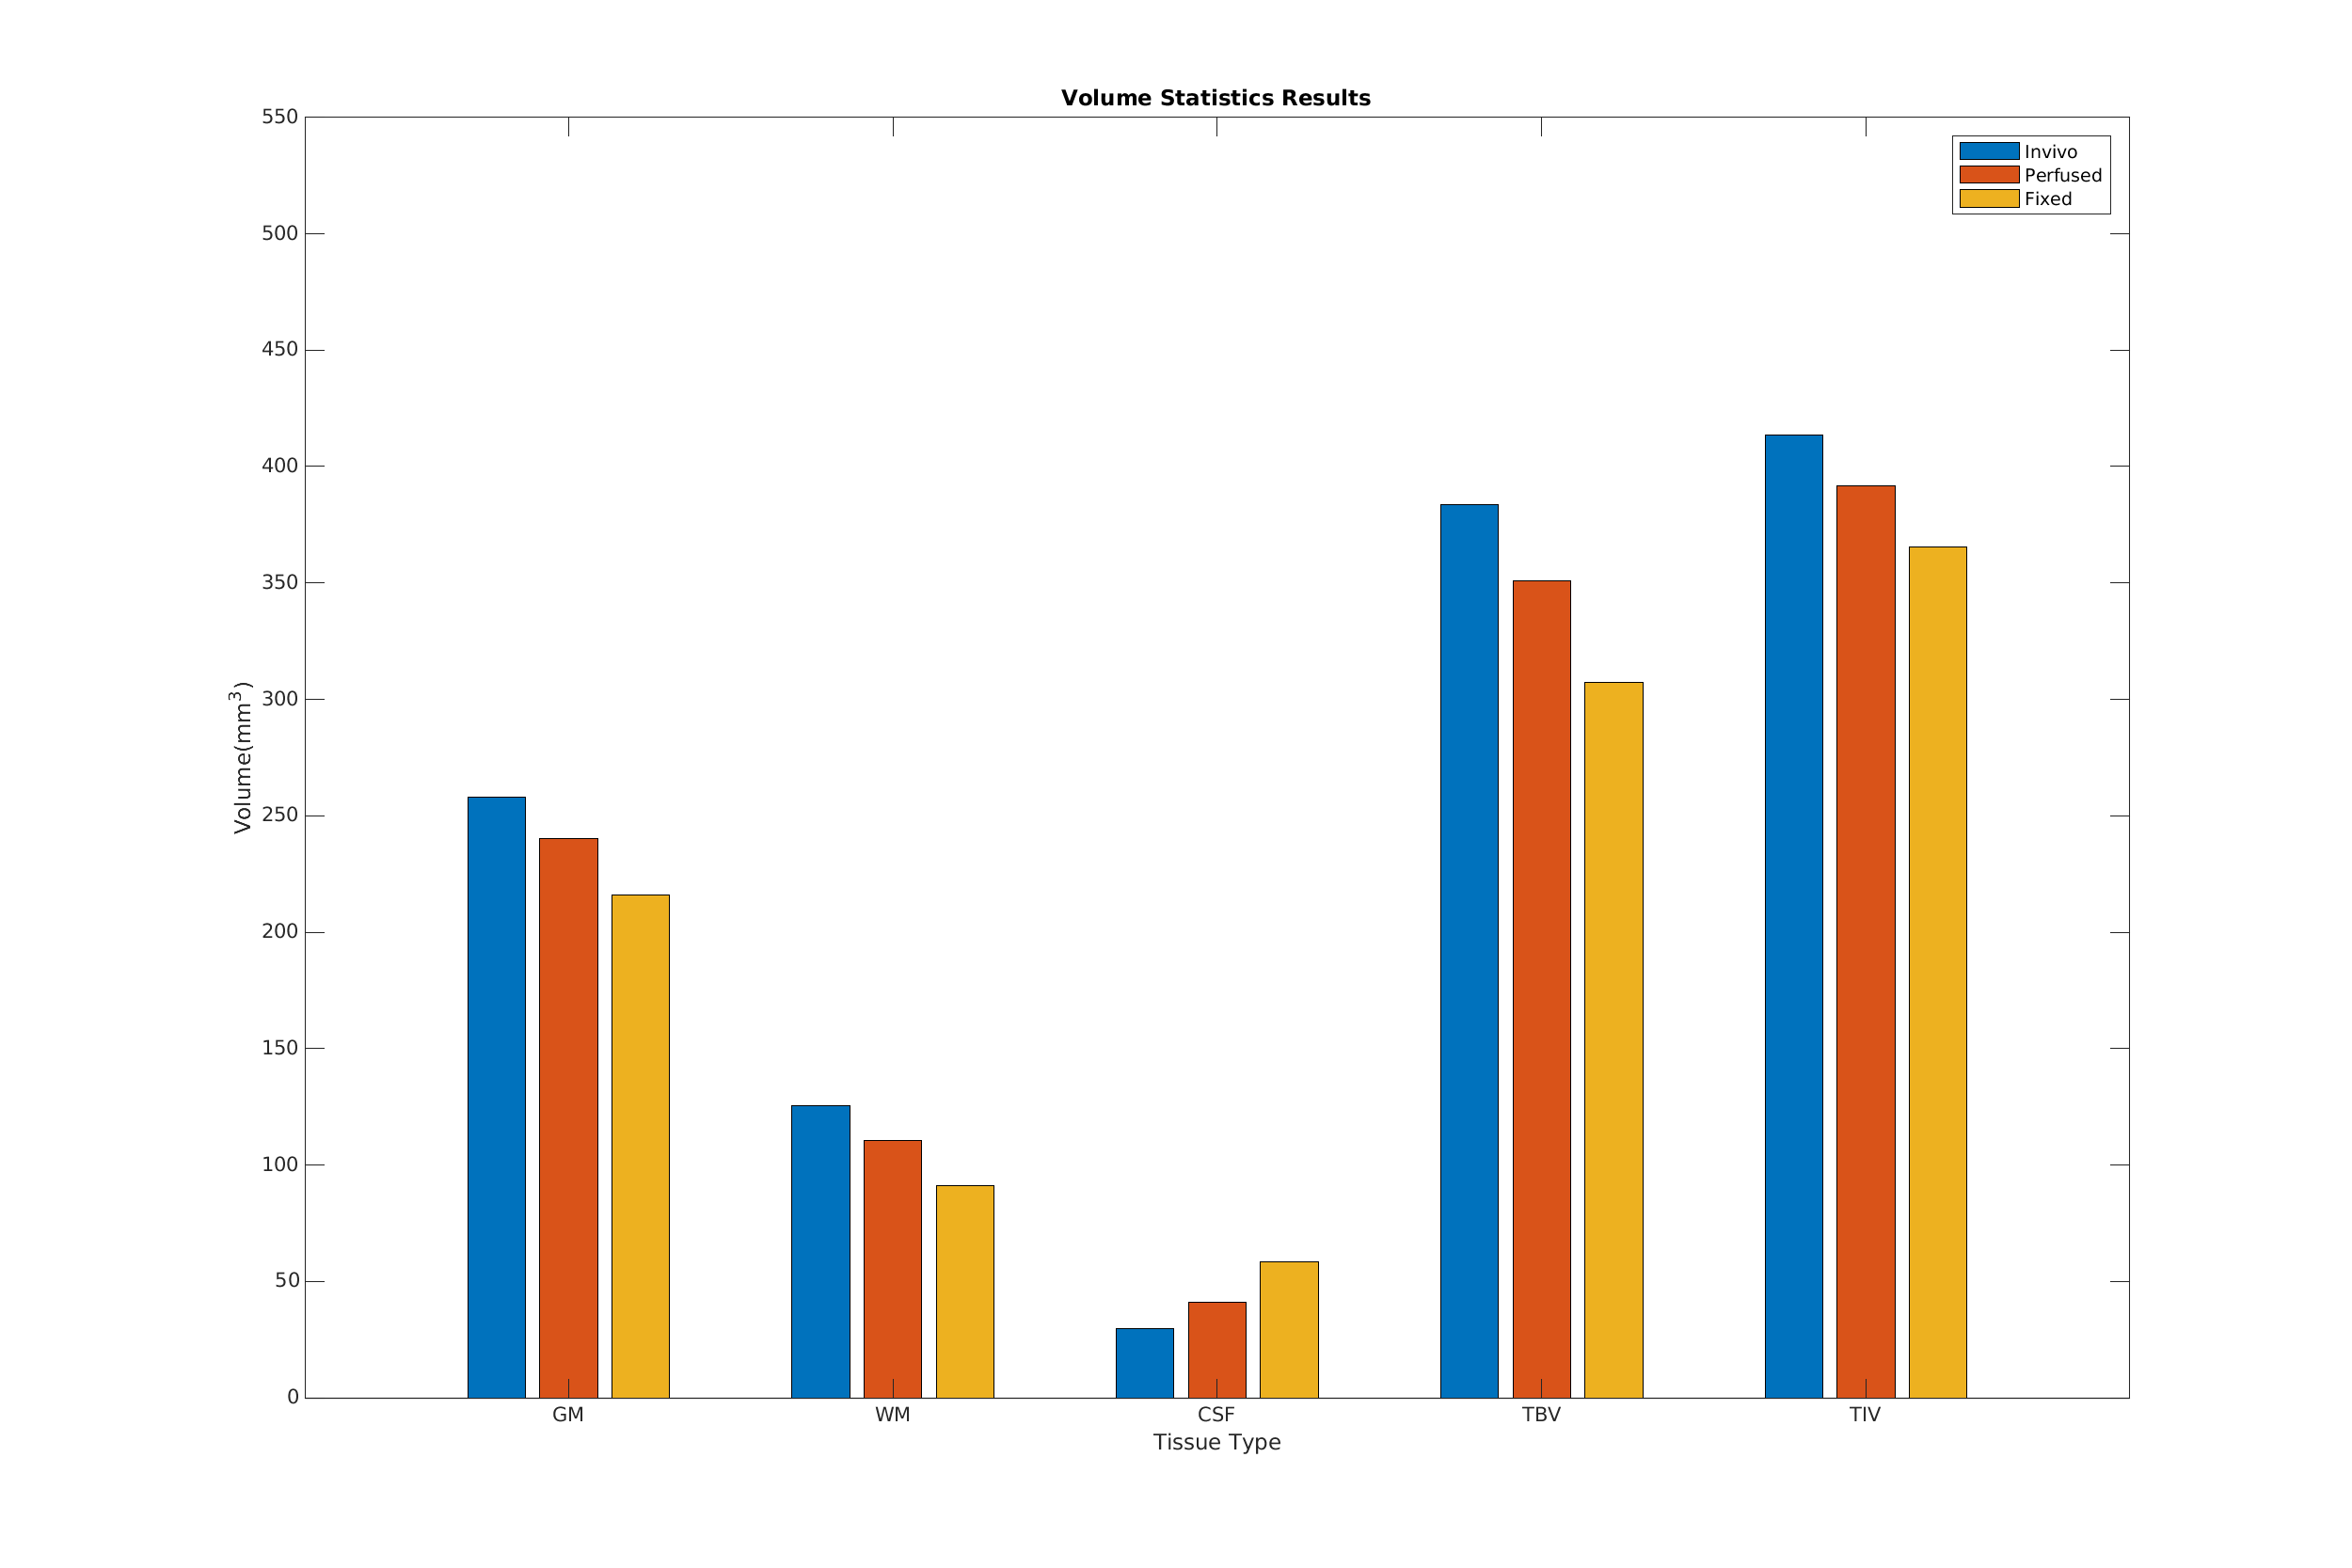 Volume Statistics Results
550
500
450
400
350
300
250
200
150
100
50
0
Volume(mm³)
Invivo
Perfused
Fixed
GM WM CSF TBV TIV
Tissue Type